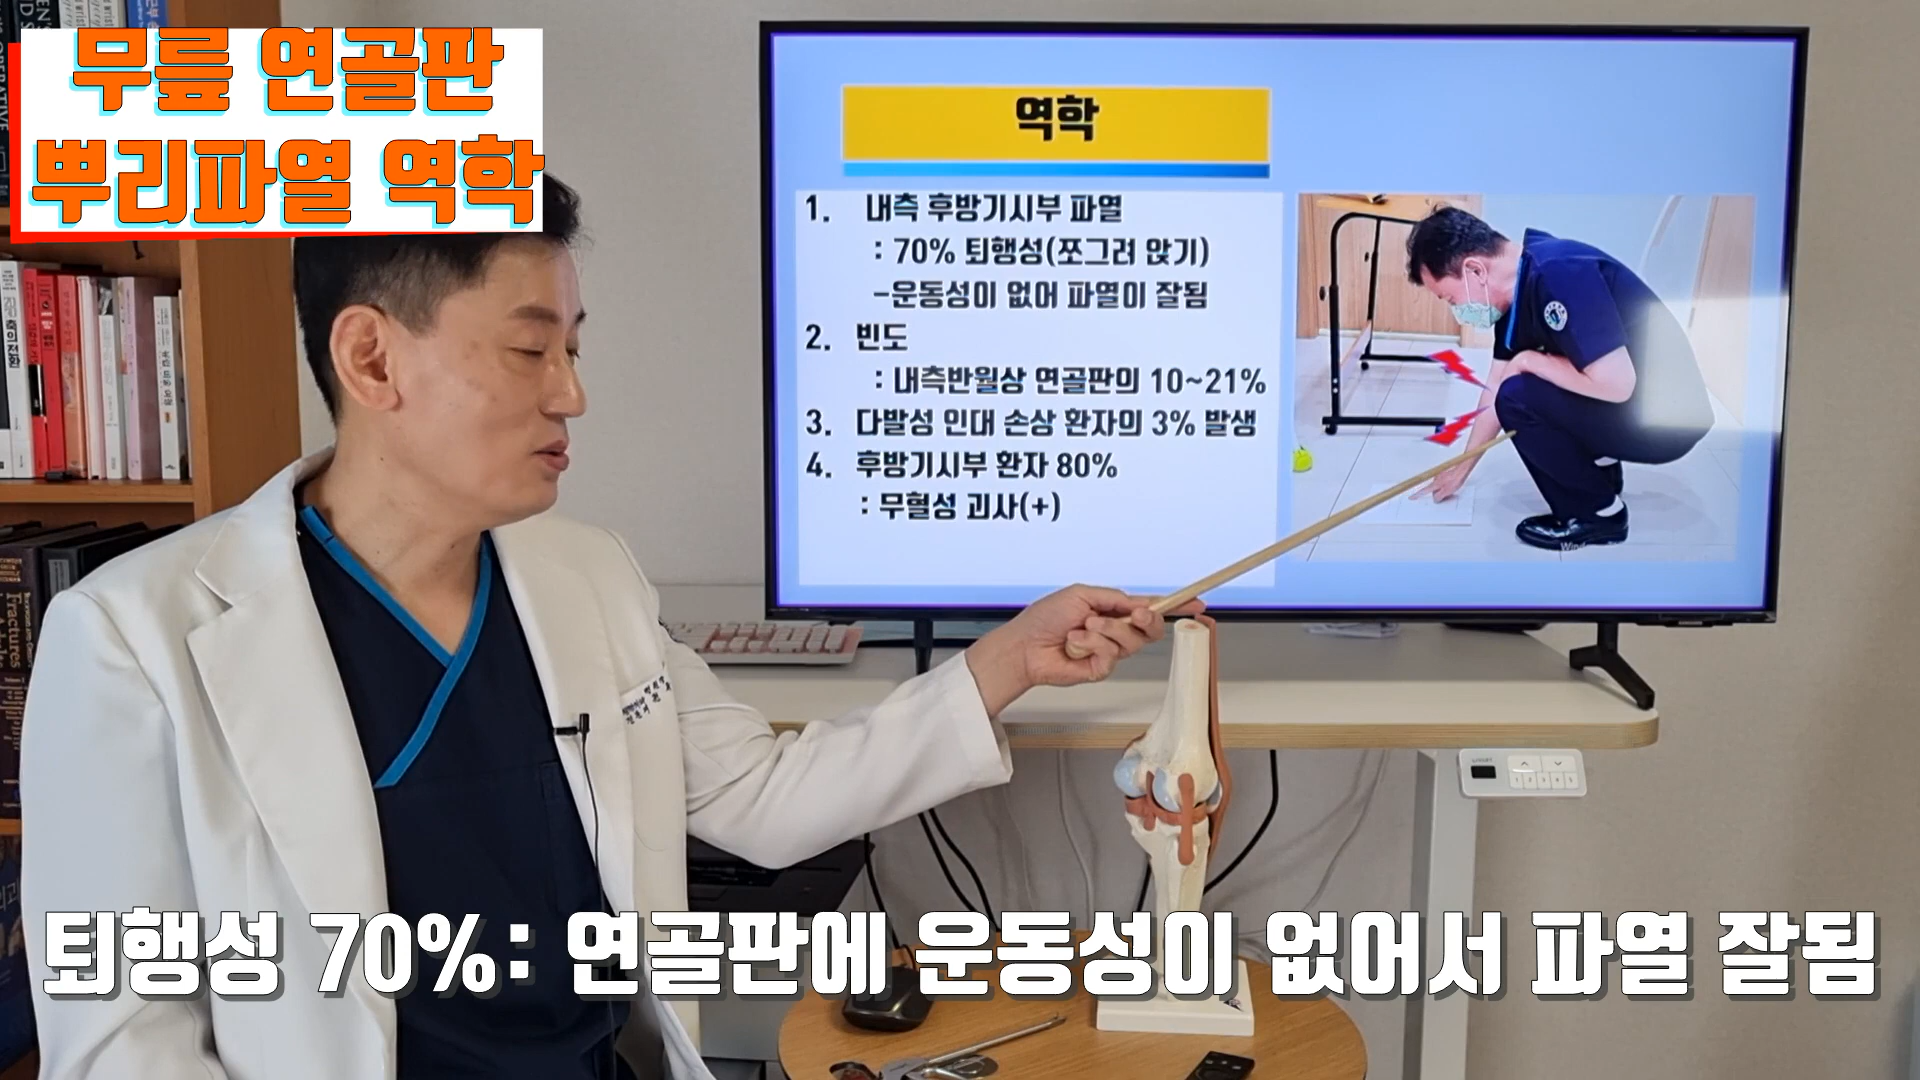 무릎 연골판
뿌리파열 역학
역학
1. 내측 후방기시부 파열
: 70% 퇴행성(쪼그려 앉기)
-운동성이 없어 파열이 잘됨
2. 빈도
: 내측반월상 연골판의 10~21%
3. 다발성 인대 손상 환자의 3% 발생
4. 후방기시부 환자 80%
: 무혈성 괴사(+)
축의전환
Fractures
퇴행성 70%: 연골판에 운동성이 없어서 파열 잘됨